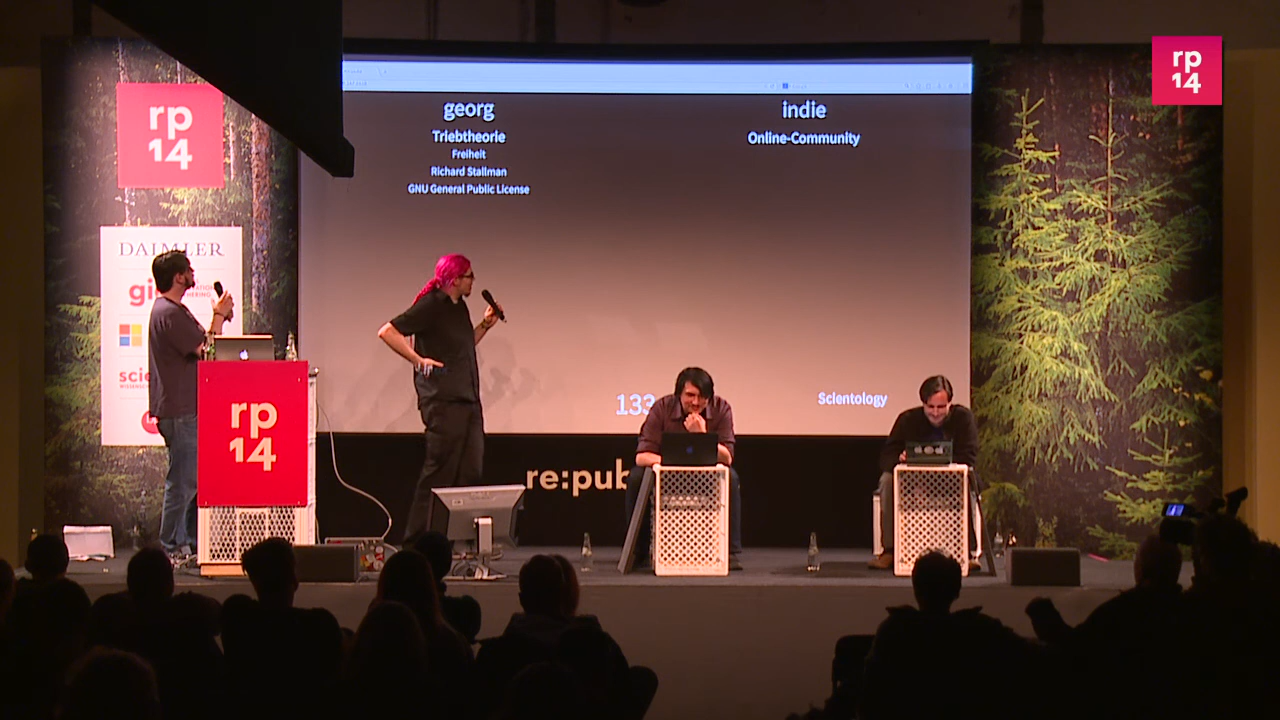 rp
14
rp
14
DAIMLER
georg
Triebtheorie
Freiheit
Richard Stallman
GNU General Public License
indie
Online-Community
133
Scientology
rp
14
re:pub